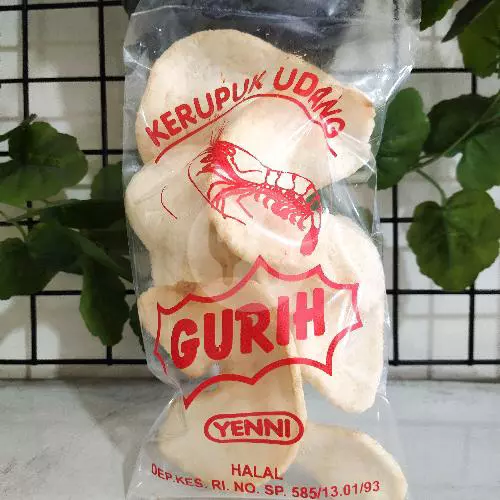 KERUPUK UDANG
GURIH
YENNI
HALAL
DEP.KES. RI. NO. SP. 585/13.01/93